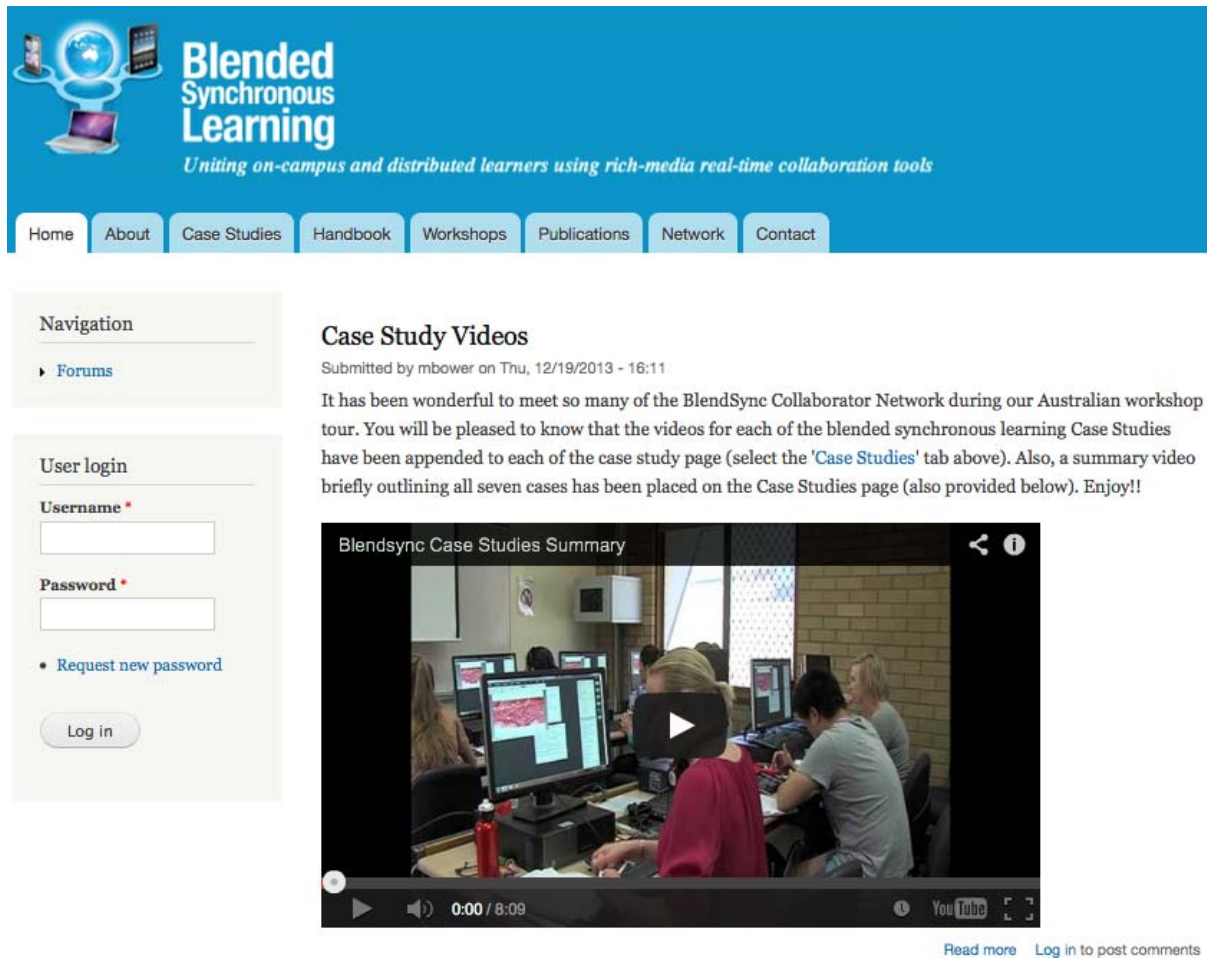 Blended
Synchronous
Learning
Uniting on-campus and distributed learners using rich-media real-time collaboration tools
Home About Case Studies Handbook Workshops Publications Network Contact
Navigation
Forums
User login
Username *
Password *
Request new password
Log in
Case Study Videos
Submitted by mbower on Thu, 12/19/2013 - 16:11
It has been wonderful to meet so many of the BlendSync Collaborator Network during our Australian workshop
tour. You will be pleased to know that the videos for each of the blended synchronous learning Case Studies
have been appended to each of the case study page (select the 'Case Studies' tab above). Also, a summary video
briefly outlining all seven cases has been placed on the Case Studies page (also provided below). Enjoy!!
Blendsync Case Studies Summary
0:00 / 8:09
YouTube
Read more Log in to post comments